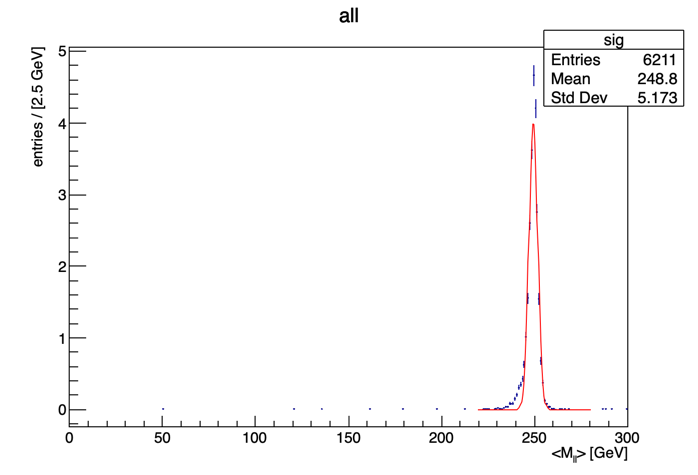 all
sig
Entries 6211
Mean 248.8
Std Dev 5.173
entries / [2.5 GeV]
5
4
3
2
1
0
0 50 100 150 200 250 300
<M_ll> [GeV]